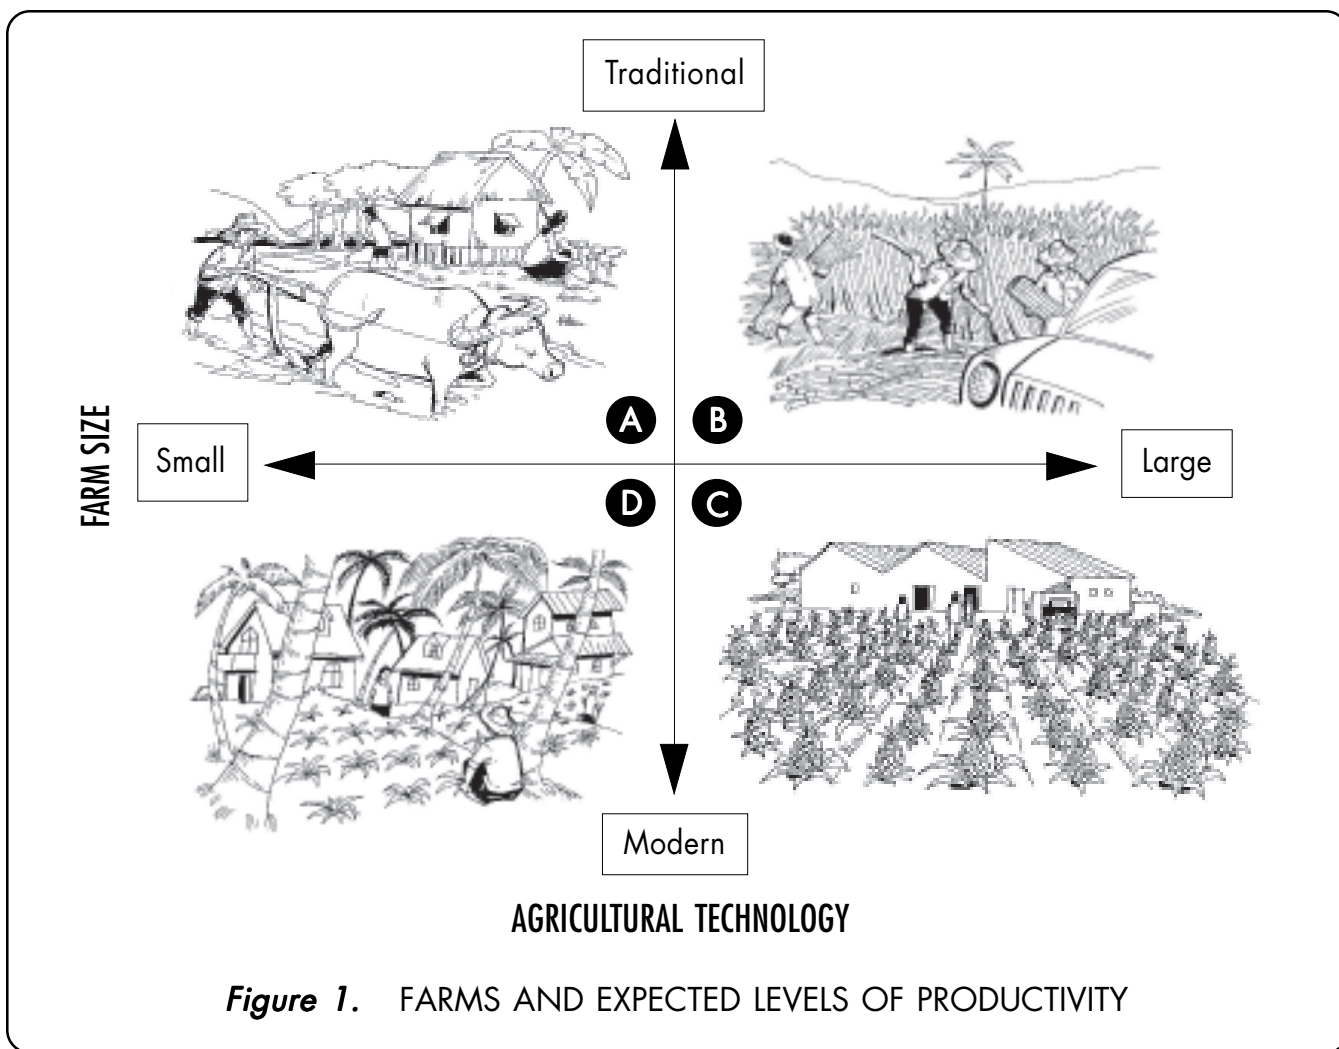 Traditional
A
B
FARM SIZE
Small
Large
D
C
Modern
AGRICULTURAL TECHNOLOGY
Figure 1. FARMS AND EXPECTED LEVELS OF PRODUCTIVITY